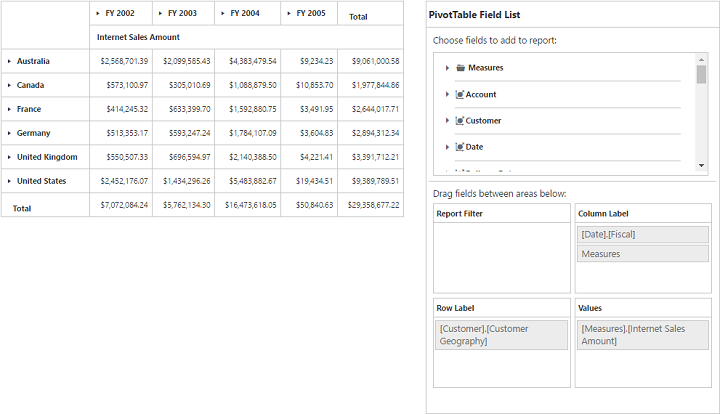 FY 2002 FY 2003 FY 2004 FY 2005 Total
Internet Sales Amount
Australia $2,568,701.39 $2,099,585.43 $4,383,479.54 $9,234.23 $9,061,000.58
Canada $573,100.97 $305,010.69 $1,088,879.50 $10,853.70 $1,977,844.86
France $414,245.32 $633,399.70 $1,592,880.75 $3,491.95 $2,644,017.71
Germany $513,353.17 $593,247.24 $1,784,107.09 $3,604.83 $2,894,312.34
United Kingdom $550,507.33 $696,594.97 $2,140,388.50 $4,221.41 $3,391,712.21
United States $2,452,176.07 $1,434,296.26 $5,483,882.67 $19,434.51 $9,389,789.51
Total $7,072,084.24 $5,762,134.30 $16,473,618.05 $50,840.63 $29,358,677.22
PivotTable Field List
Choose fields to add to report:
Measures
Account
Customer
Date
Drag fields between areas below:
Report Filter
Column Label
[Date].[Fiscal]
Measures
Row Label
[Customer].[Customer
Geography]
Values
[Measures].[Internet Sales
Amount]